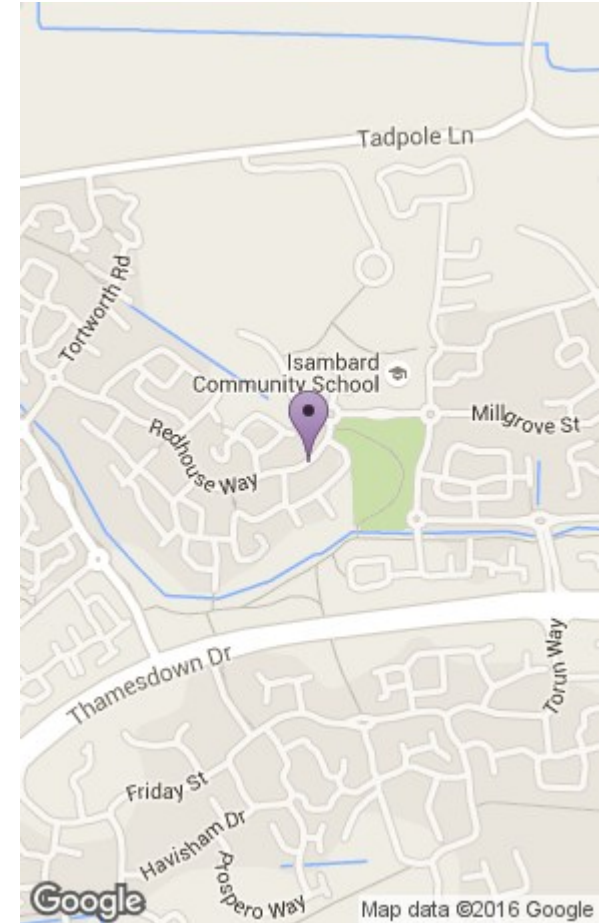 Tadpole Ln
Tortworth Rd
Isambard
Community School
Millgrove St
Redhouse Way
Thamesdown Dr
Torun Way
Friday St
Havisham Dr
Prospero Way
Google
Map data ©2016 Google